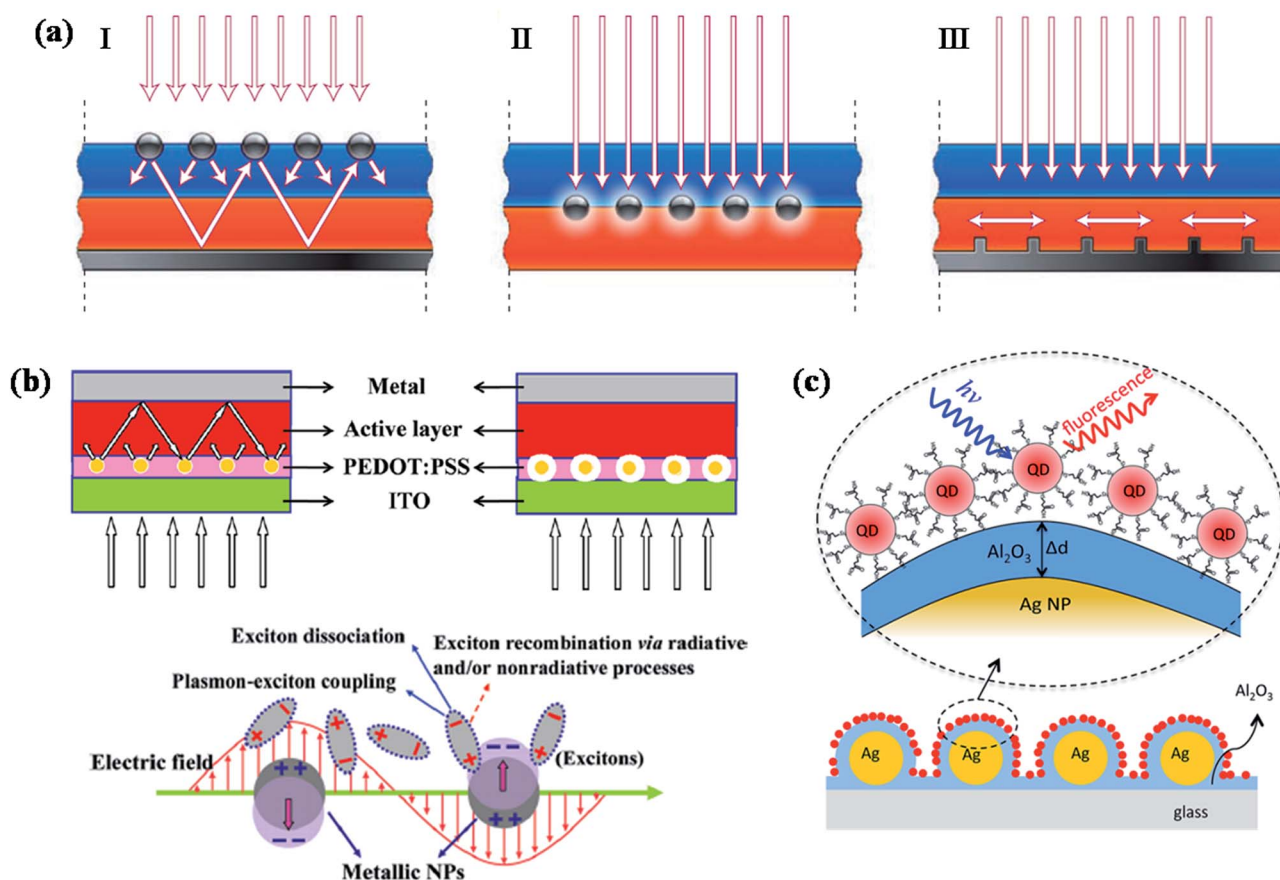 (a)
I
II
III
(b)
Metal
Active layer
PEDOT:PSS
ITO
Exciton dissociation
Exciton recombination via radiative
and/or nonradiative processes
Plasmon-exciton coupling
Electric field
(Excitons)
Metallic NPs
(c)
hν
fluorescence
QD
QD
QD
QD
QD
Al₂O₃
Δd
Ag NP
Al₂O₃
Ag
Ag
Ag
Ag
glass